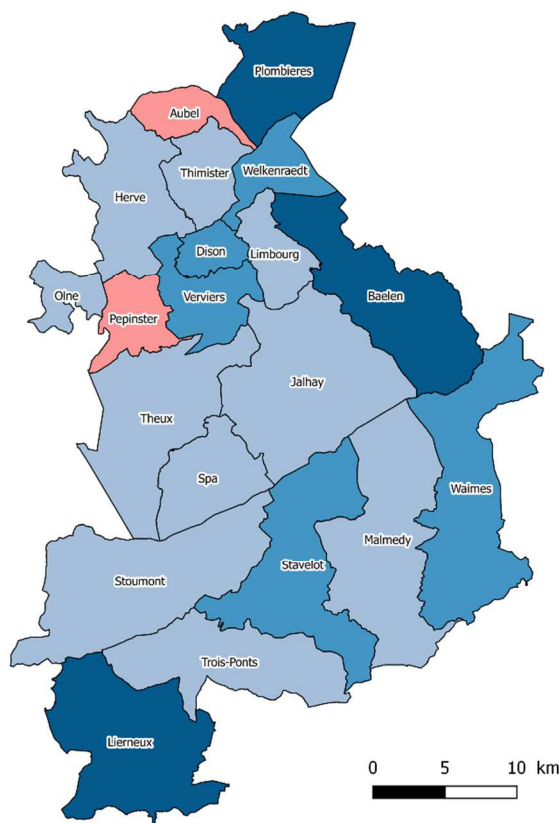 Plombieres
Aubel
Thimister
Welkenraedt
Herve
Dison
Limbourg
Olne
Verviers
Baelen
Pepinster
Jalhay
Theux
Spa
Waimes
Malmedy
Stavelot
Stoumont
Trois-Ponts
Lierneux
0 5 10 km